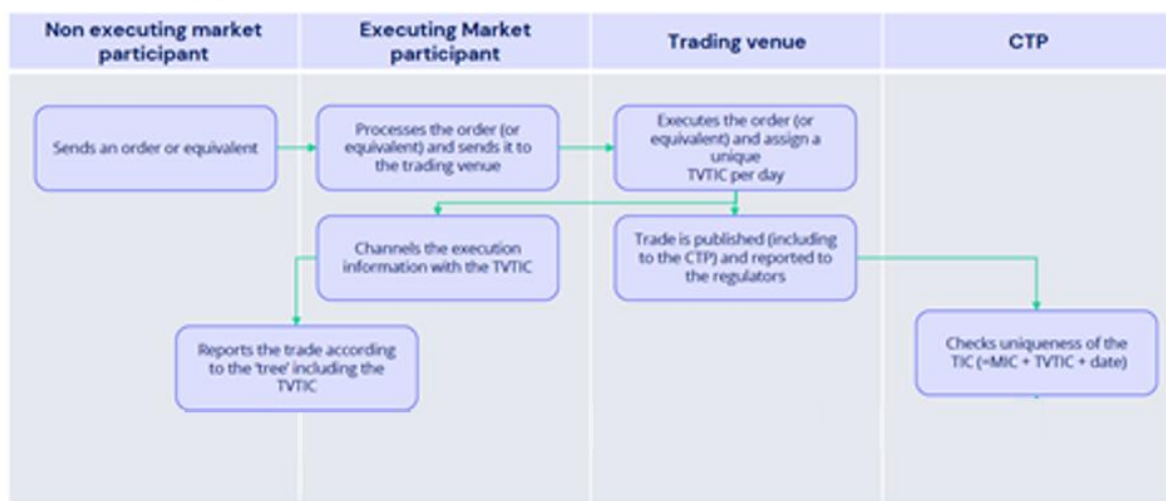 Non executing market
participant
Executing Market
participant
Trading venue
CTP
Sends an order or equivalent
Processes the order (or
equivalent) and sends it to
the trading venue
Executes the order (or
equivalent) and assign a
unique
TVTIC per day
Channels the execution
information with the TVTIC
Trade is published (including
to the CTP) and reported to
the regulators
Reports the trade according
to the 'tree' including the
TVTIC
Checks uniqueness of the
TIC (=MIC + TVTIC + date)